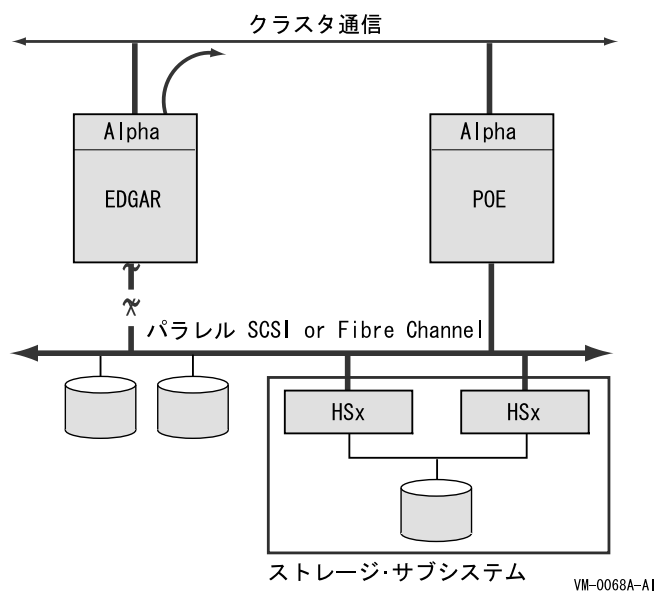 クラスタ通信
Alpha
Alpha
EDGAR
POE
パラレル SCSI or Fibre Channel
HSx
HSx
ストレージ･サブシステム
VM-0068A-AI